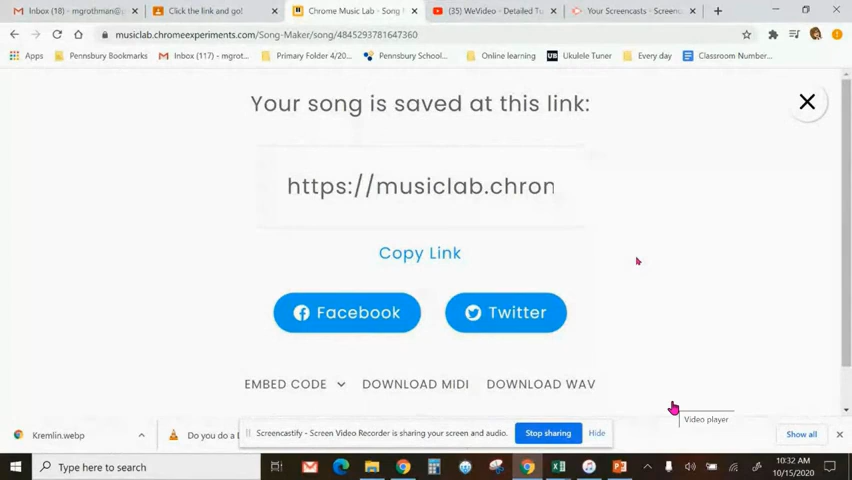 Inbox (18) - mgrothman@p
Click the link and go!
Chrome Music Lab - Song M
(35) WeVideo - Detailed Tu
Your Screencasts - Screenc
musiclab.chromeexperiments.com/Song-Maker/song/4845293781647360
Apps
Pennsbury Bookmarks
Inbox (117) - mgrot...
Primary Folder 4/20...
Pennsbury School...
Online learning
UB Ukulele Tuner
Every day
Classroom Number...
Your song is saved at this link:
https://musiclab.chron
Copy Link
Facebook
Twitter
EMBED CODE
DOWNLOAD MIDI
DOWNLOAD WAV
Video player
Kremlin.webp
Do you do a
Screencastify - Screen Video Recorder is sharing your screen and audio.
Stop sharing
Hide
Show all
Type here to search
10:32 AM
10/15/2020